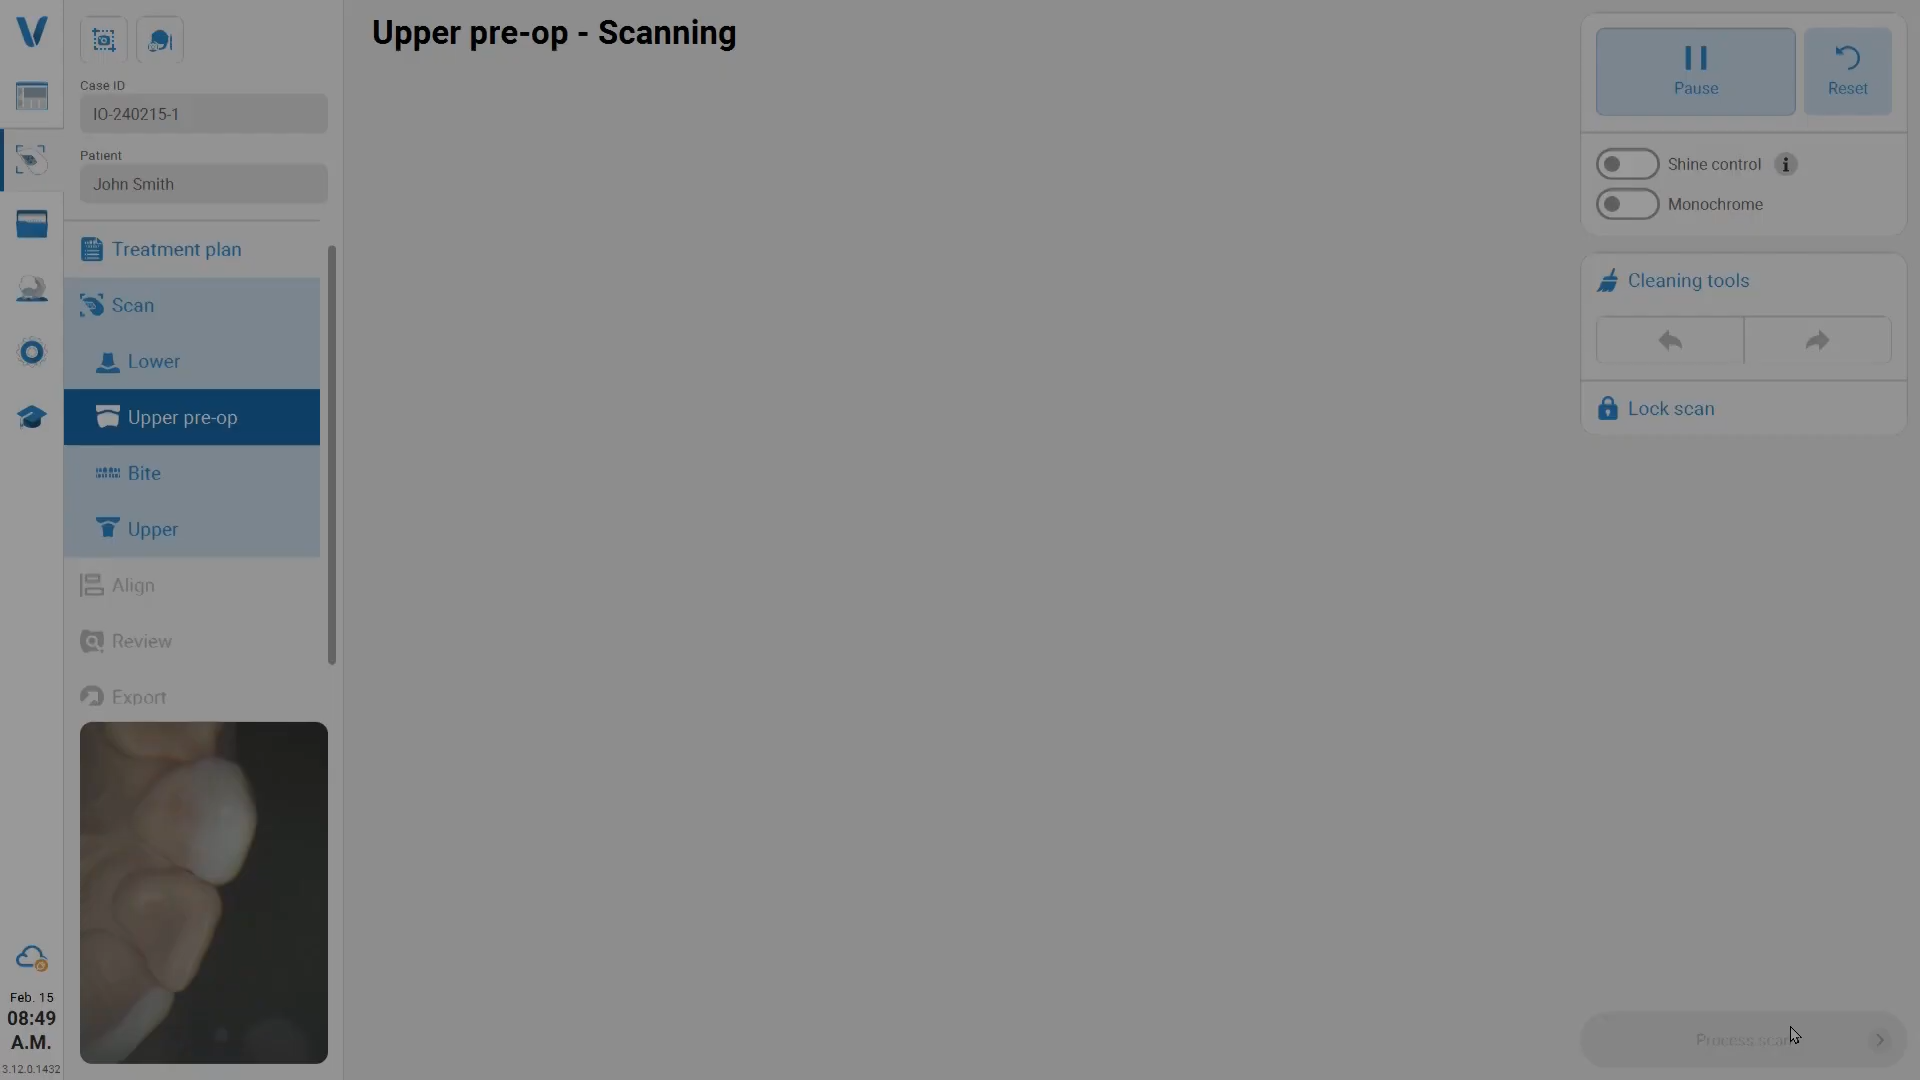 Upper pre-op - Scanning
Case ID
IO-240215-1
Patient
John Smith
Treatment plan
Scan
Lower
Upper pre-op
Bite
Upper
Align
Review
Export
Feb. 15
08:49
A.M.
3.12.0.1432
Pause
Reset
Shine control
Monochrome
Cleaning tools
Lock scan
Process scan